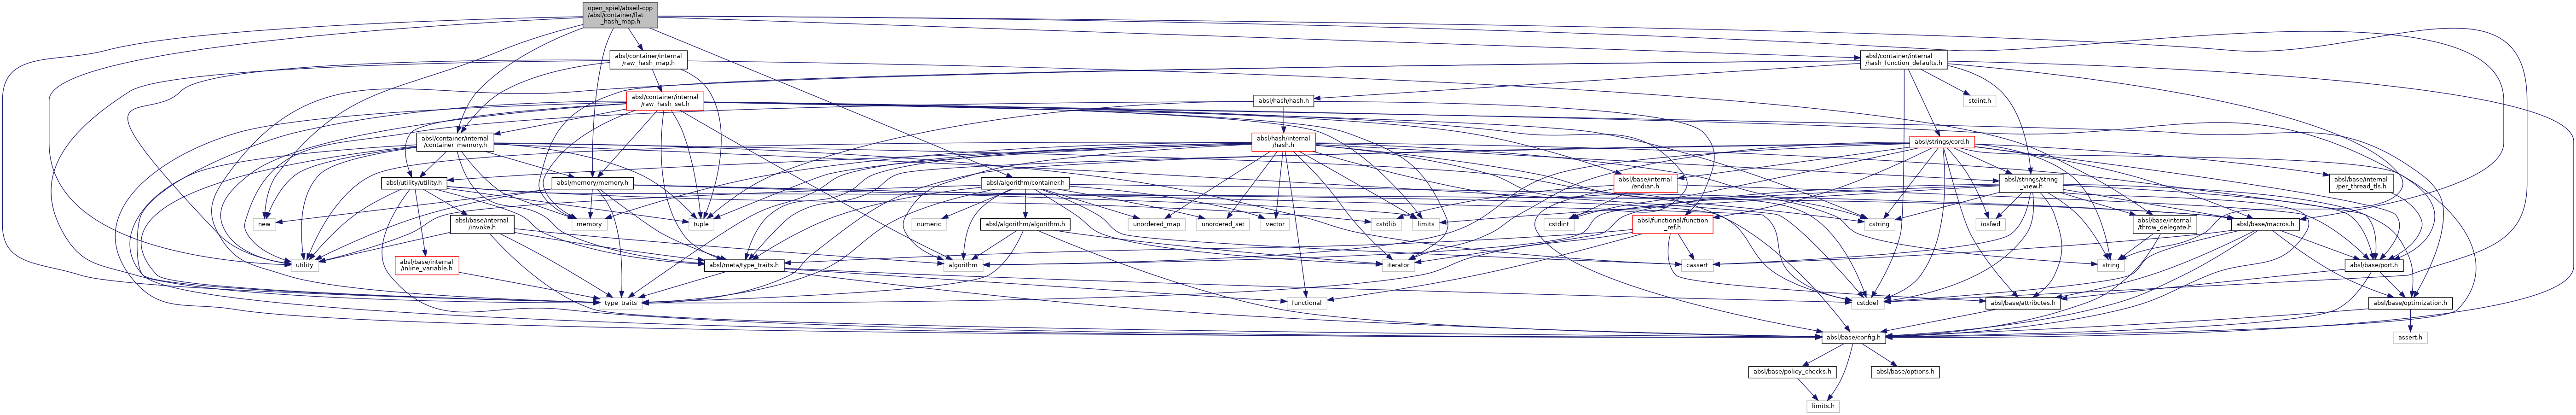 open_spiel/abseil-cpp
/absl/container/flat
_hash_map.h
absl/container/internal
/raw_hash_map.h
absl/container/internal
/hash_function_defaults.h
absl/container/internal
/raw_hash_set.h
absl/hash/hash.h
stdint.h
absl/container/internal
/container_memory.h
absl/hash/internal
/hash.h
absl/strings/cord.h
absl/utility/utility.h
absl/memory/memory.h
absl/algorithm/container.h
absl/base/internal
/endian.h
absl/strings/string
_view.h
absl/base/internal
/per_thread_tls.h
new
absl/base/internal
/invoke.h
memory
cstdlib
tuple
numeric
absl/algorithm/algorithm.h
unordered_map
unordered_set
vector
limits
cstdint
absl/functional/function
_ref.h
cstring
iosfwd
absl/base/internal
/throw_delegate.h
absl/base/macros.h
utility
absl/base/internal
/inline_variable.h
algorithm
absl/meta/type_traits.h
iterator
cassert
string
absl/base/port.h
type_traits
functional
cstddef
absl/base/attributes.h
absl/base/optimization.h
absl/base/config.h
assert.h
absl/base/policy_checks.h
absl/base/options.h
limits.h